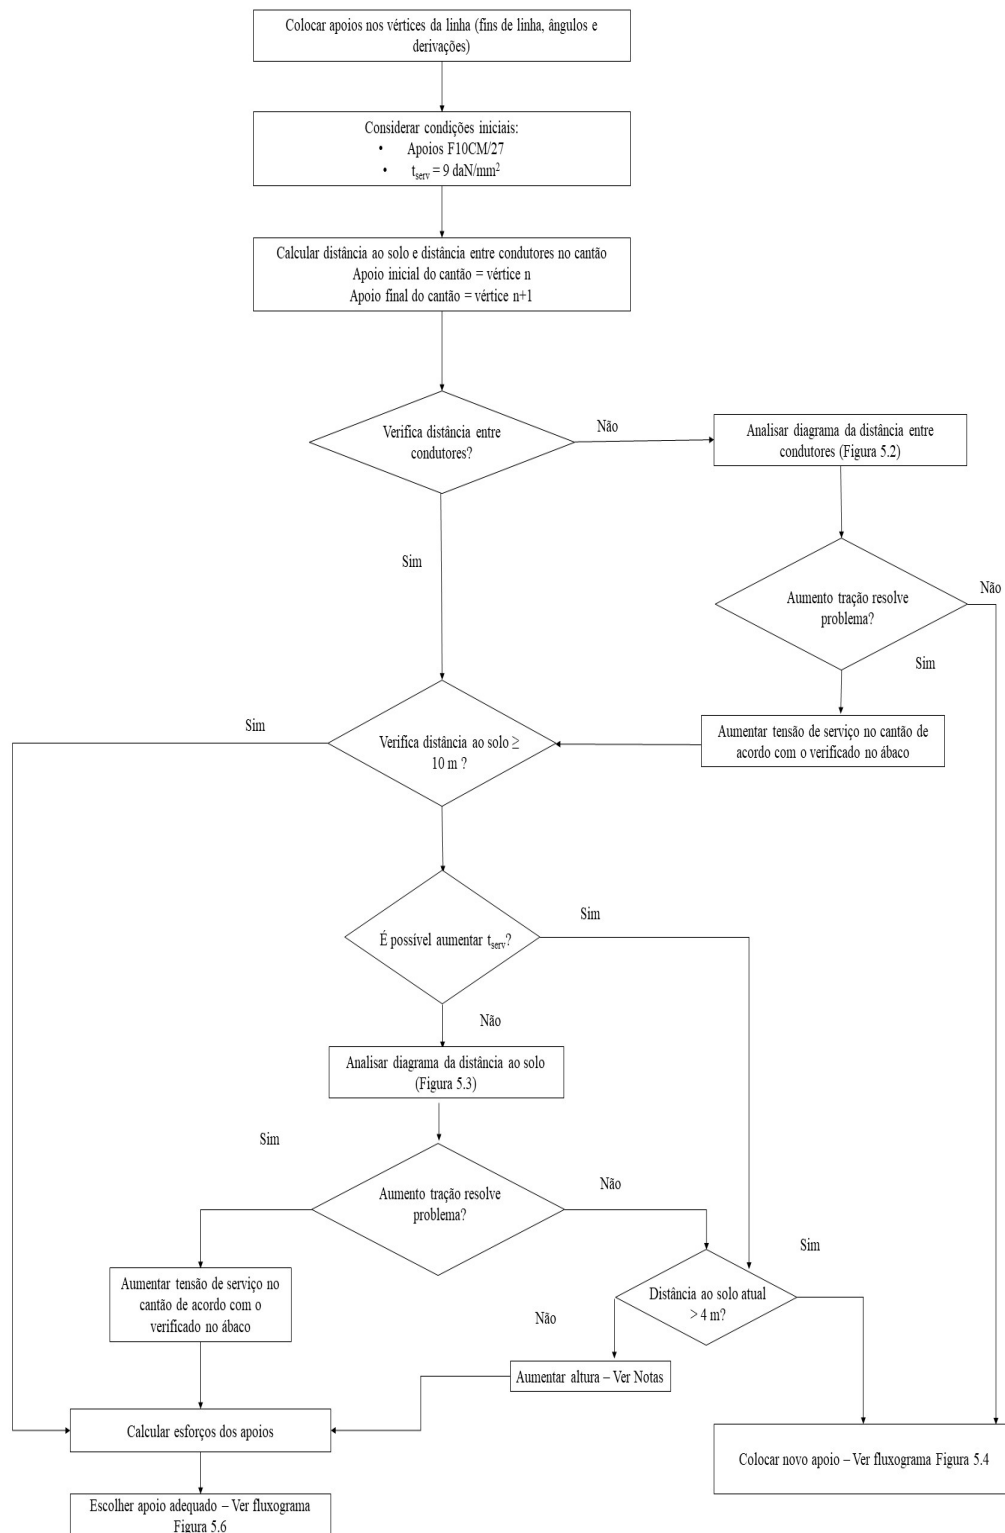 Colocar apoios nos vértices da linha (fins de linha, ângulos e
derivações)
Considerar condições iniciais:
• Apoios F10CM/27
• tserv = 9 daN/mm²
Calcular distância ao solo e distância entre condutores no cantão
Apoio inicial do cantão = vértice n
Apoio final do cantão = vértice n+1
Verifica distância entre
condutores?
Não
Analisar diagrama da distância entre
condutores (Figura 5.2)
Sim
Aumento tração resolve
problema?
Não
Sim
Aumentar tensão de serviço no cantão de
acordo com o verificado no ábaco
Sim
Verifica distância ao solo ≥
10 m ?
É possível aumentar tserv?
Sim
Não
Analisar diagrama da distância ao solo
(Figura 5.3)
Sim
Aumento tração resolve
problema?
Não
Sim
Aumentar tensão de serviço no
cantão de acordo com o
verificado no ábaco
Distância ao solo atual
> 4 m?
Não
Aumentar altura – Ver Notas
Calcular esforços dos apoios
Colocar novo apoio – Ver fluxograma Figura 5.4
Escolher apoio adequado – Ver fluxograma
Figura 5.6